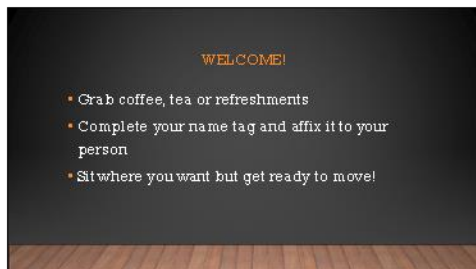 WELCOME!
• Grab coffee, tea or refreshments
• Complete your name tag and affix it to your
person
• Sit where you want but get ready to move!